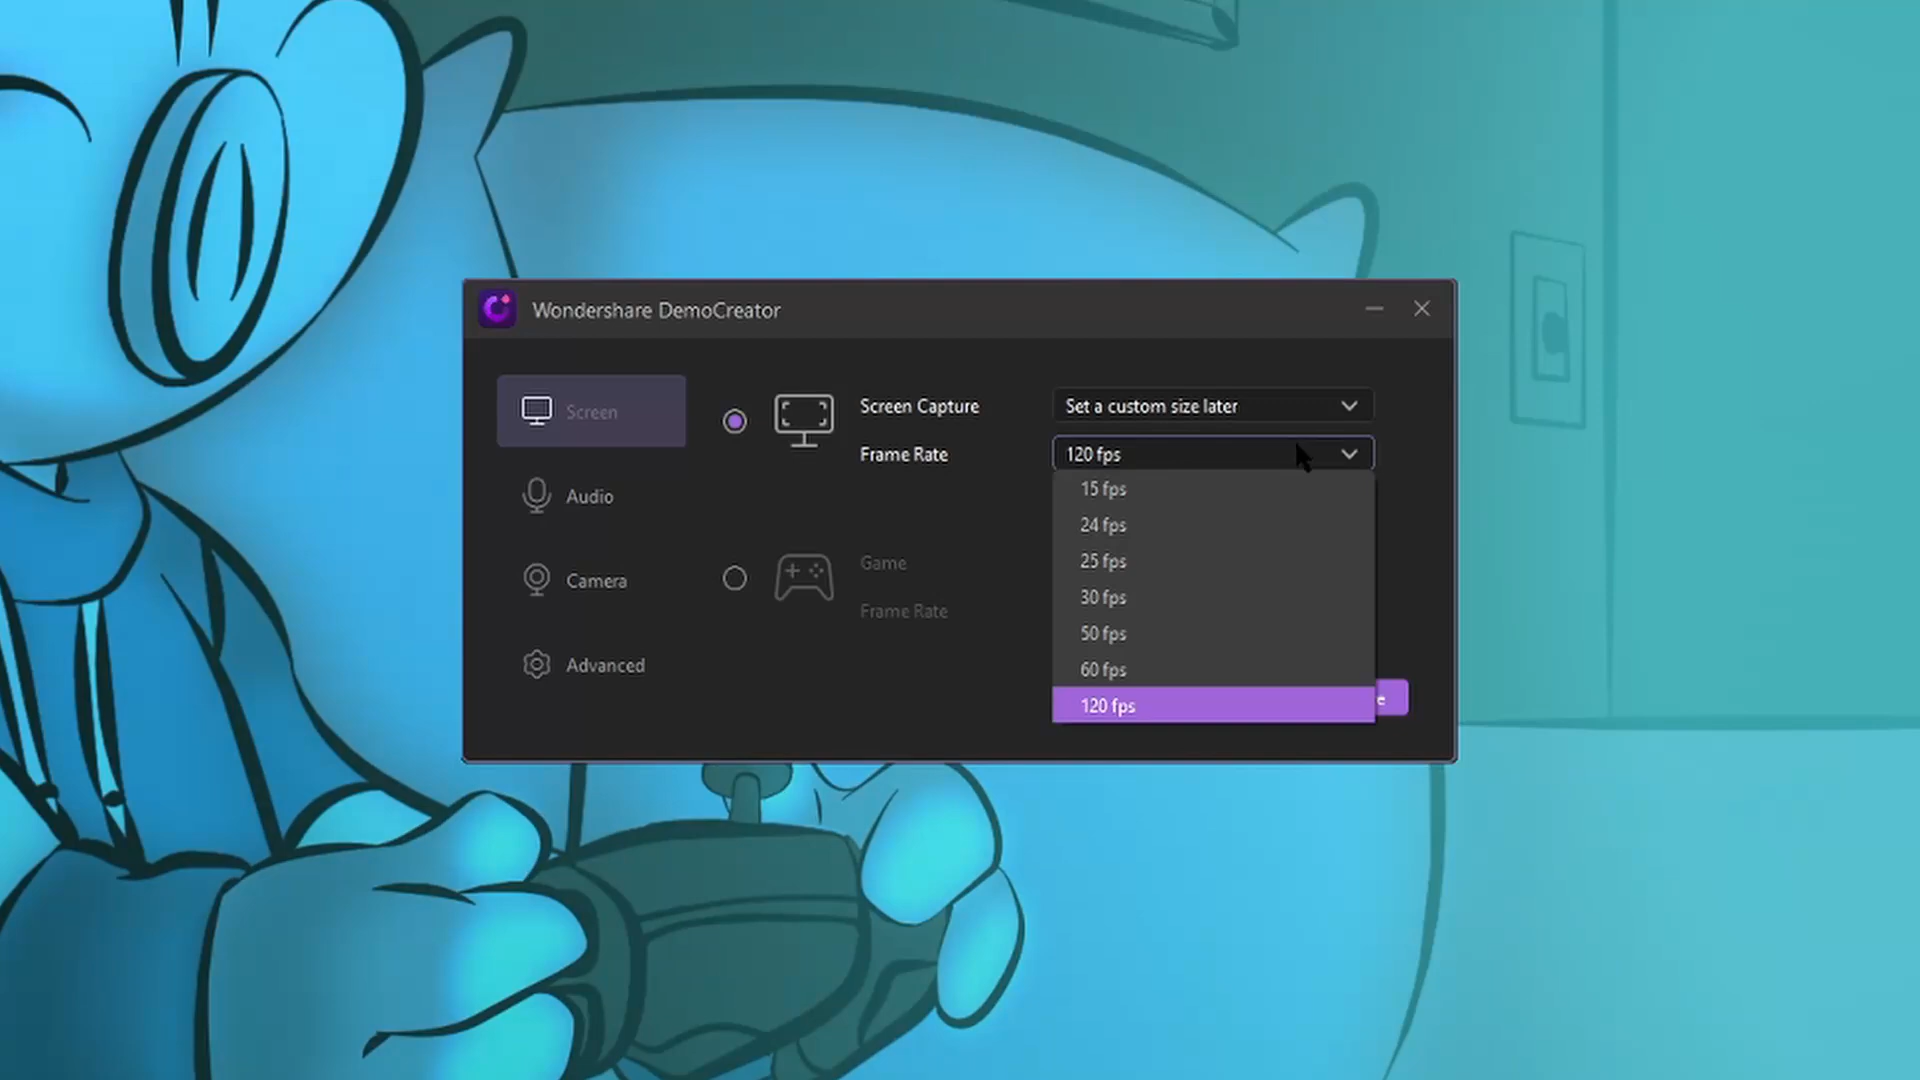 Wondershare DemoCreator
Screen
Audio
Camera
Advanced
Screen Capture
Set a custom size later
Frame Rate
120 fps
15 fps
24 fps
25 fps
30 fps
50 fps
60 fps
120 fps
Game
Frame Rate